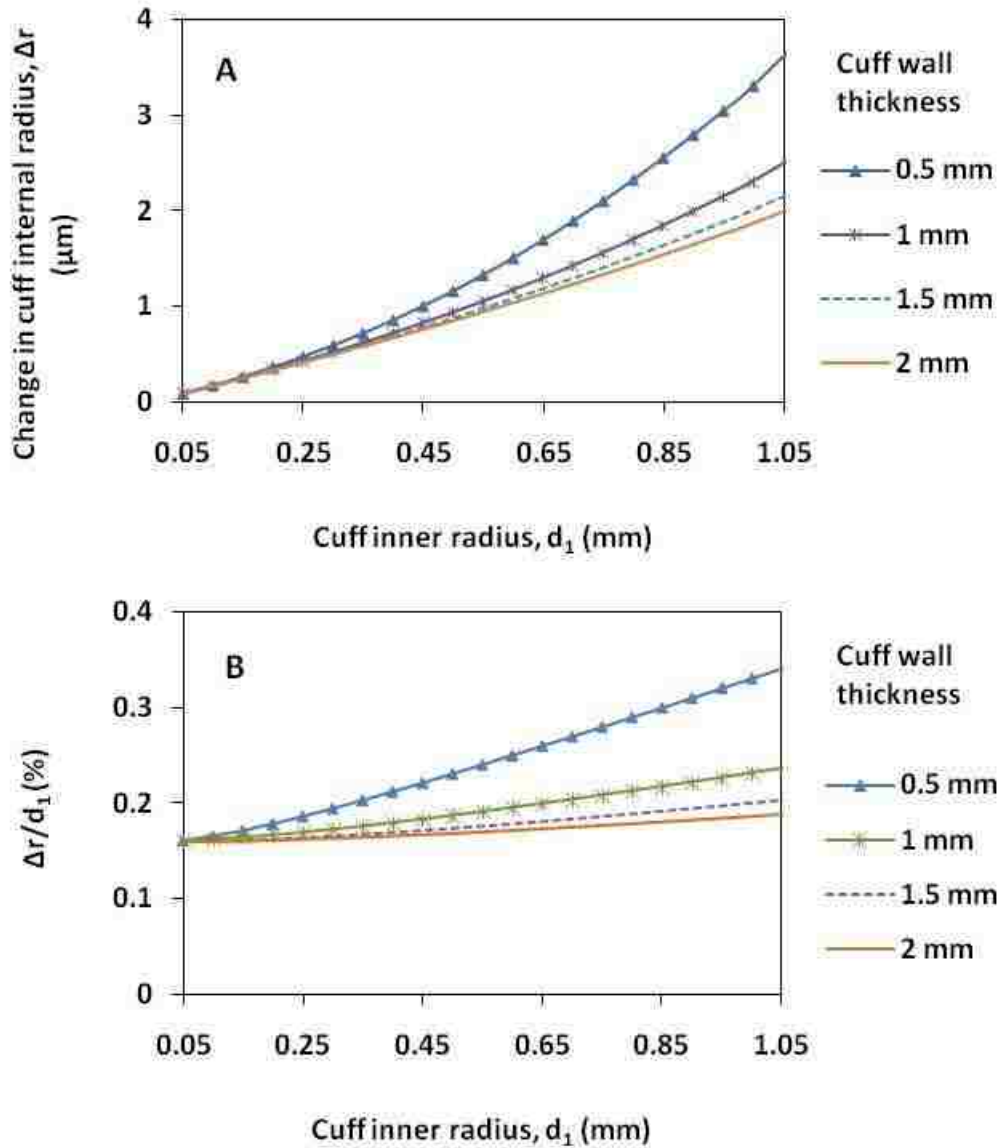 Change in cuff internal radius, Δr
(μm)
4
3
2
1
0
A
0.05 0.25 0.45 0.65 0.85 1.05
Cuff inner radius, d₁ (mm)
Cuff wall
thickness
0.5 mm
1 mm
1.5 mm
2 mm
Δr/d₁ (%)
0.4
0.3
0.2
0.1
0
B
0.05 0.25 0.45 0.65 0.85 1.05
Cuff inner radius, d₁ (mm)
Cuff wall
thickness
0.5 mm
1 mm
1.5 mm
2 mm